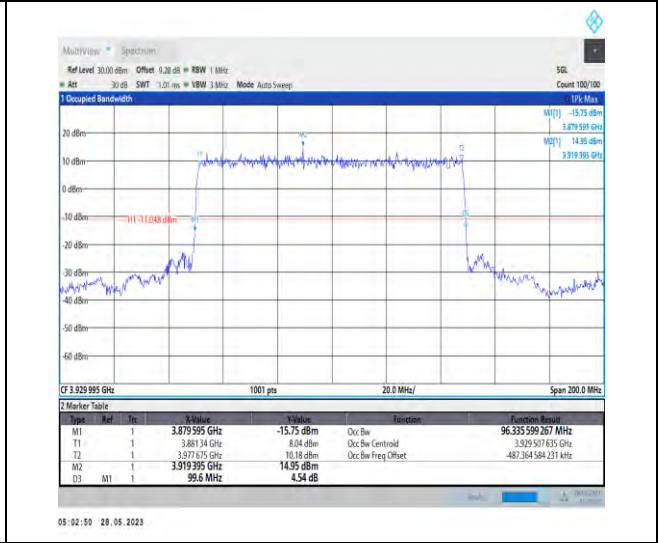 MultiView Spectrum
Ref Level 30.00 dBm Offset 9.28 dB RBW 1 MHz SGL
Att 30 dB SWT 1.01 ms VBW 3 MHz Mode Auto Sweep Count 100/100
1 Occupied Bandwidth 1Pk Max
M1[1] -15.75 dBm
3.879 595 GHz
M2[1] 14.95 dBm
3.919 395 GHz
20 dBm
10 dBm
0 dBm
-10 dBm
H1 -11.048 dBm
-20 dBm
-30 dBm
-40 dBm
-50 dBm
-60 dBm
T1
M2
T2
M1
CF 3.929 995 GHz 1001 pts 20.0 MHz/ Span 200.0 MHz
2 Marker Table
Type Ref Trc X-Value Y-Value Function Function Result
M1 1 3.879 595 GHz -15.75 dBm Occ Bw 96.335 599 267 MHz
T1 1 3.881 34 GHz 8.04 dBm Occ Bw Centroid 3.929 507 635 GHz
T2 1 3.977 675 GHz 10.18 dBm Occ Bw Freq Offset -487.364 584 231 kHz
M2 1 3.919 395 GHz 14.95 dBm
D3 M1 1 99.6 MHz 4.54 dB
05:02:50 28.05.2023